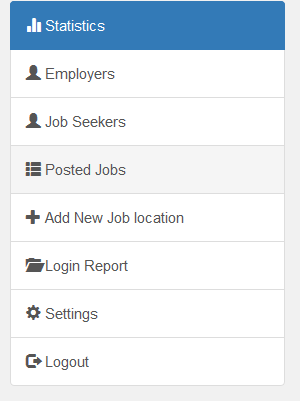 Statistics
Employers
Job Seekers
Posted Jobs
Add New Job location
Login Report
Settings
Logout